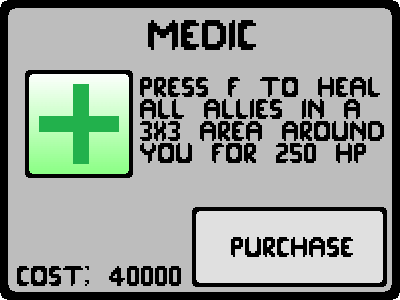 MEDIC
PRESS F TO HEAL
ALL ALLIES IN A
3X3 AREA AROUND
YOU FOR 250 HP
PURCHASE
COST; 40000